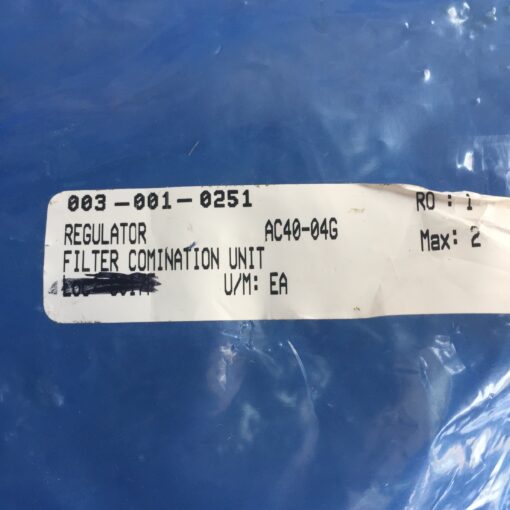 003-001-0251 RO : 1
REGULATOR AC40-04G Max: 2
FILTER COMINATION UNIT
U/M: EA